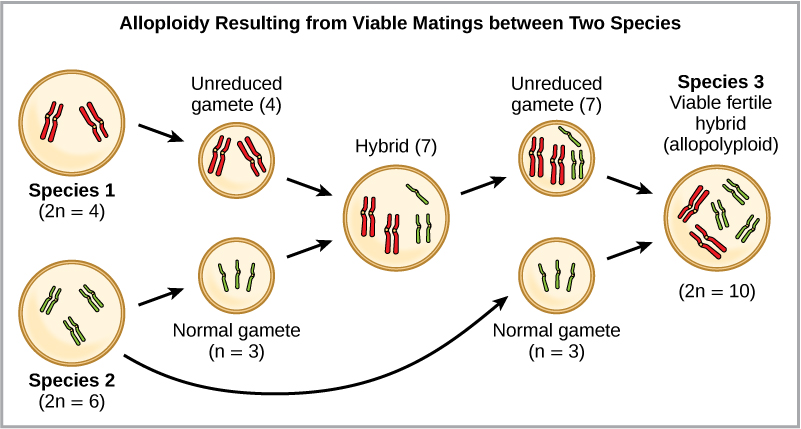 Alloploidy Resulting from Viable Matings between Two Species
Species 1
(2n = 4)
Unreduced
gamete (4)
Species 2
(2n = 6)
Normal gamete
(n = 3)
Hybrid (7)
Unreduced
gamete (7)
Normal gamete
(n = 3)
Species 3
Viable fertile
hybrid
(allopolyploid)
(2n = 10)